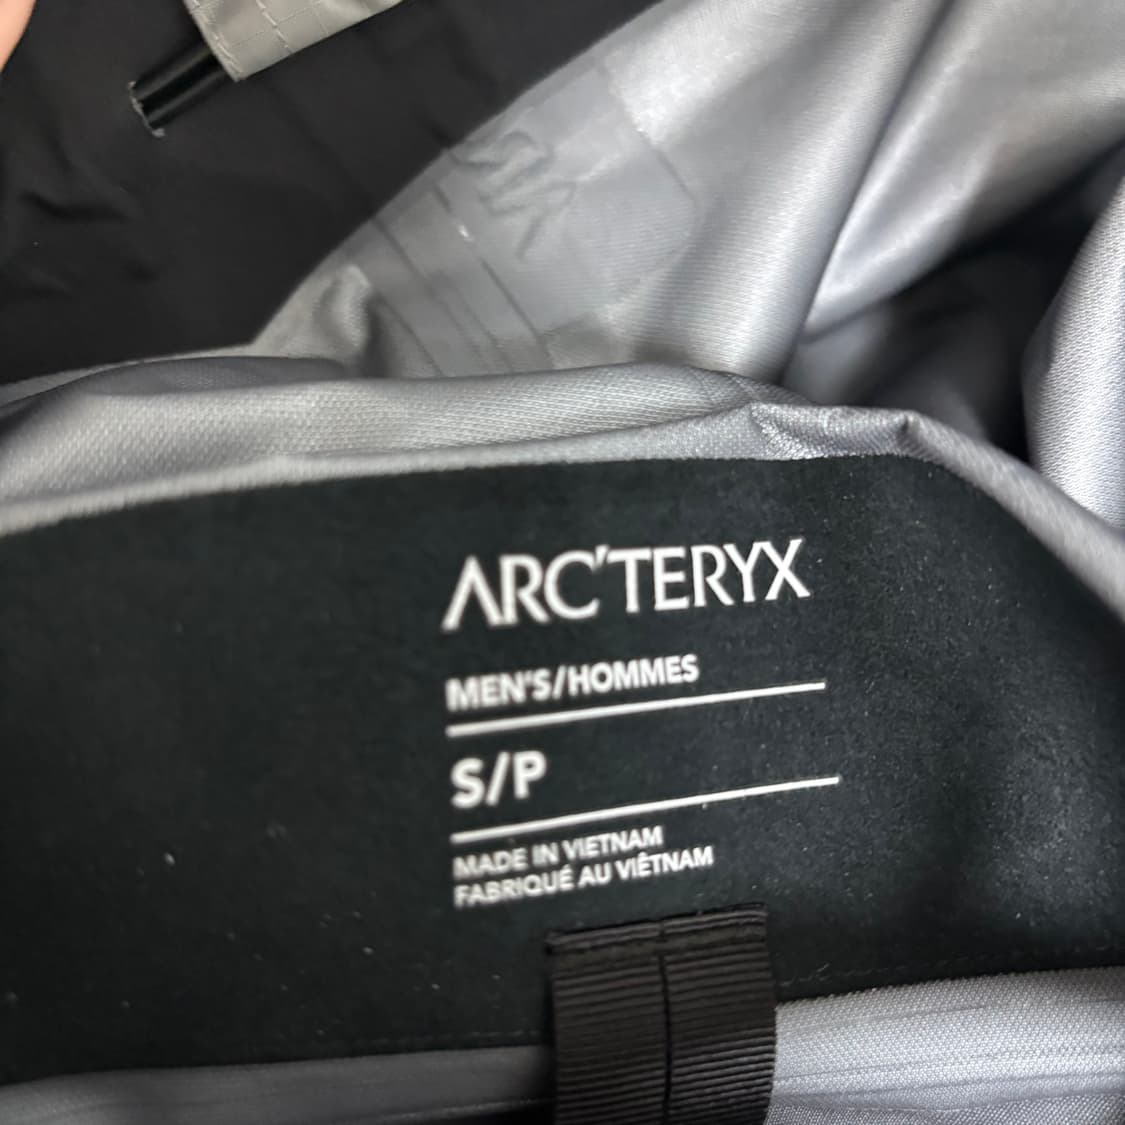 ARC'TERYX
MEN'S/HOMMES
S/P
MADE IN VIETNAM
FABRIQUÉ AU VIÊTNAM